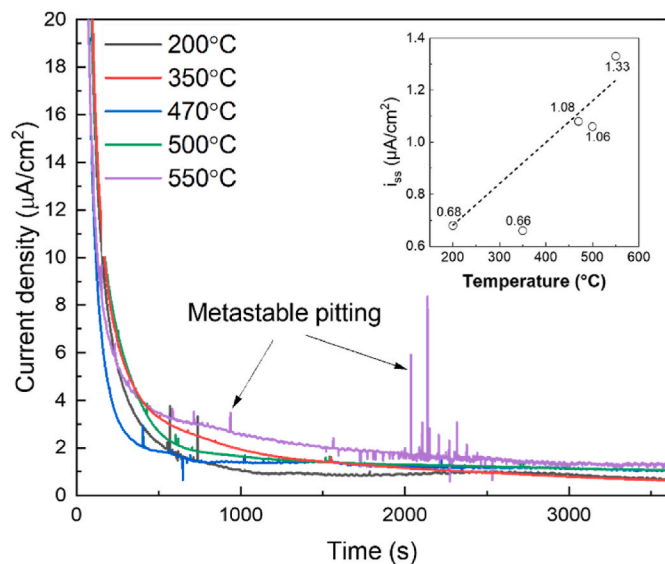 200°C
350°C
470°C
500°C
550°C
Metastable pitting
Current density (μA/cm²)
20
18
16
14
12
10
8
6
4
2
0
0
1000
2000
3000
Time (s)
i_ss (μA/cm²)
1.4
1.2
1.0
0.8
0.6
0.68
0.66
1.08
1.06
1.33
100 200 300 400 500 600
Temperature (°C)